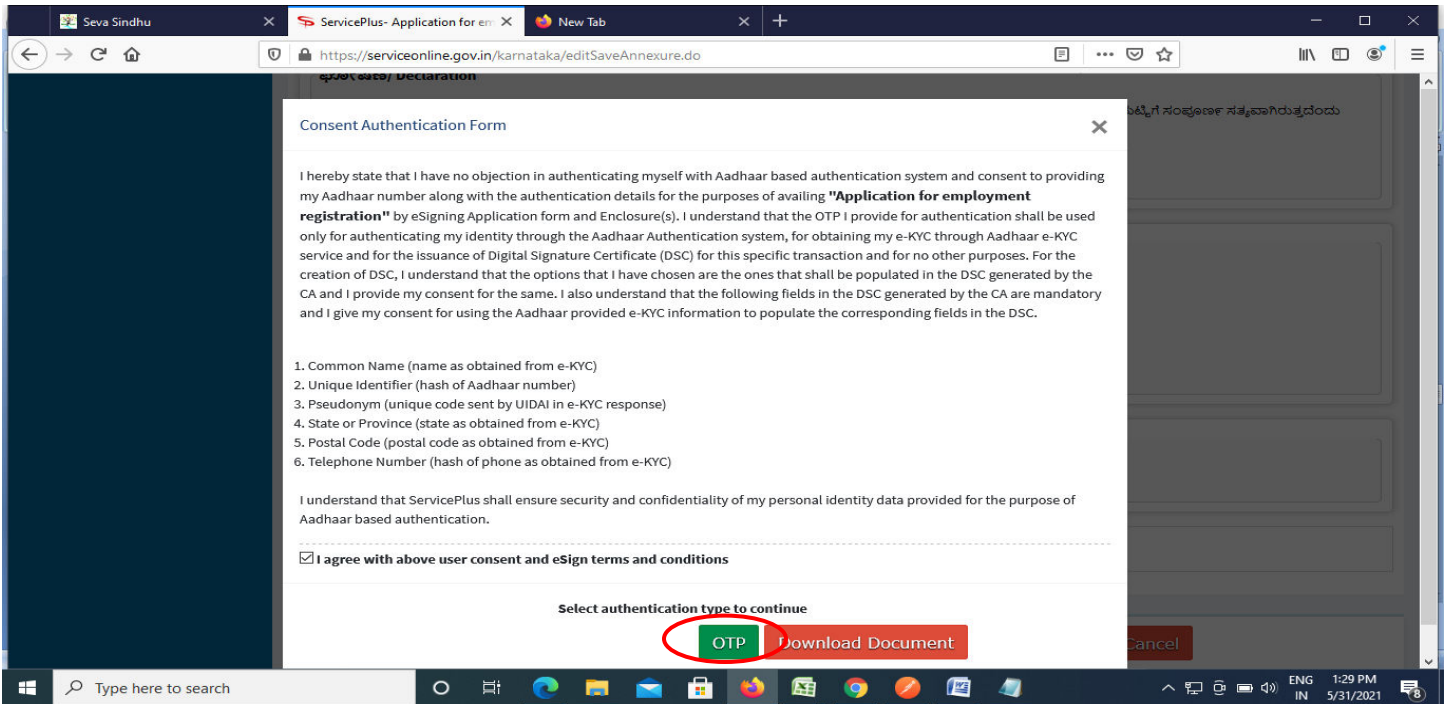 Seva Sindhu
ServicePlus- Application for em
New Tab
https://serviceonline.gov.in/karnataka/editSaveAnnexure.do
ಘೋಷಣೆ/ Declaration
ಸಂಪೂರ್ಣ ಸತ್ಯವಾಗಿರುತ್ತದೆಂದು
Consent Authentication Form
I hereby state that I have no objection in authenticating myself with Aadhaar based authentication system and consent to providing
my Aadhaar number along with the authentication details for the purposes of availing "Application for employment
registration" by eSigning Application form and Enclosure(s). I understand that the OTP I provide for authentication shall be used
only for authenticating my identity through the Aadhaar Authentication system, for obtaining my e-KYC through Aadhaar e-KYC
service and for the issuance of Digital Signature Certificate (DSC) for this specific transaction and for no other purposes. For the
creation of DSC, I understand that the options that I have chosen are the ones that shall be populated in the DSC generated by the
CA and I provide my consent for the same. I also understand that the following fields in the DSC generated by the CA are mandatory
and I give my consent for using the Aadhaar provided e-KYC information to populate the corresponding fields in the DSC.
1. Common Name (name as obtained from e-KYC)
2. Unique Identifier (hash of Aadhaar number)
3. Pseudonym (unique code sent by UIDAI in e-KYC response)
4. State or Province (state as obtained from e-KYC)
5. Postal Code (postal code as obtained from e-KYC)
6. Telephone Number (hash of phone as obtained from e-KYC)
I understand that ServicePlus shall ensure security and confidentiality of my personal identity data provided for the purpose of
Aadhaar based authentication.
I agree with above user consent and eSign terms and conditions
Select authentication type to continue
OTP Download Document
Cancel
Type here to search
ENG 1:29 PM
IN 5/31/2021
8